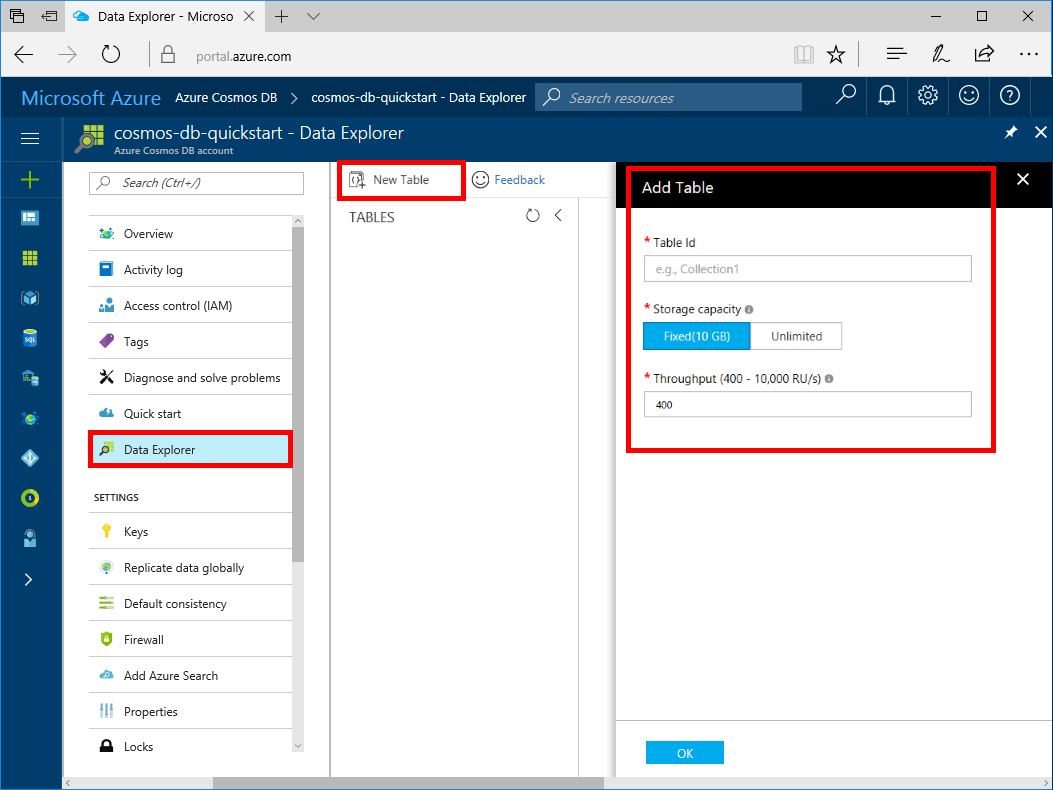 Data Explorer - Microso
portal.azure.com
Microsoft Azure Azure Cosmos DB > cosmos-db-quickstart - Data Explorer Search resources
cosmos-db-quickstart - Data Explorer
Azure Cosmos DB account
Search (Ctrl+/)
Overview
Activity log
Access control (IAM)
Tags
Diagnose and solve problems
Quick start
Data Explorer
SETTINGS
Keys
Replicate data globally
Default consistency
Firewall
Add Azure Search
Properties
Locks
SQL
New Table Feedback
TABLES
Add Table
* Table Id
e.g., Collection1
* Storage capacity
Fixed(10 GB) Unlimited
* Throughput (400 - 10,000 RU/s)
400
OK